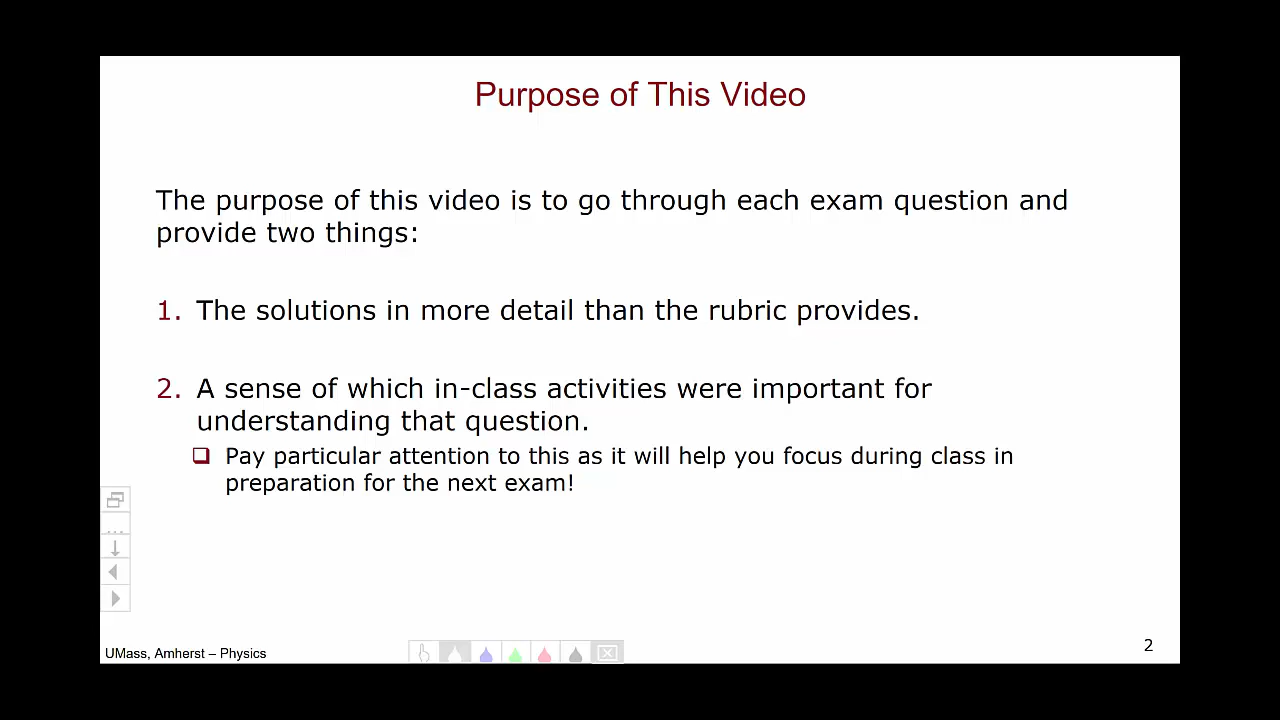 Purpose of This Video
The purpose of this video is to go through each exam question and
provide two things:
1. The solutions in more detail than the rubric provides.
2. A sense of which in-class activities were important for
understanding that question.
❑ Pay particular attention to this as it will help you focus during class in
preparation for the next exam!
UMass, Amherst – Physics
2